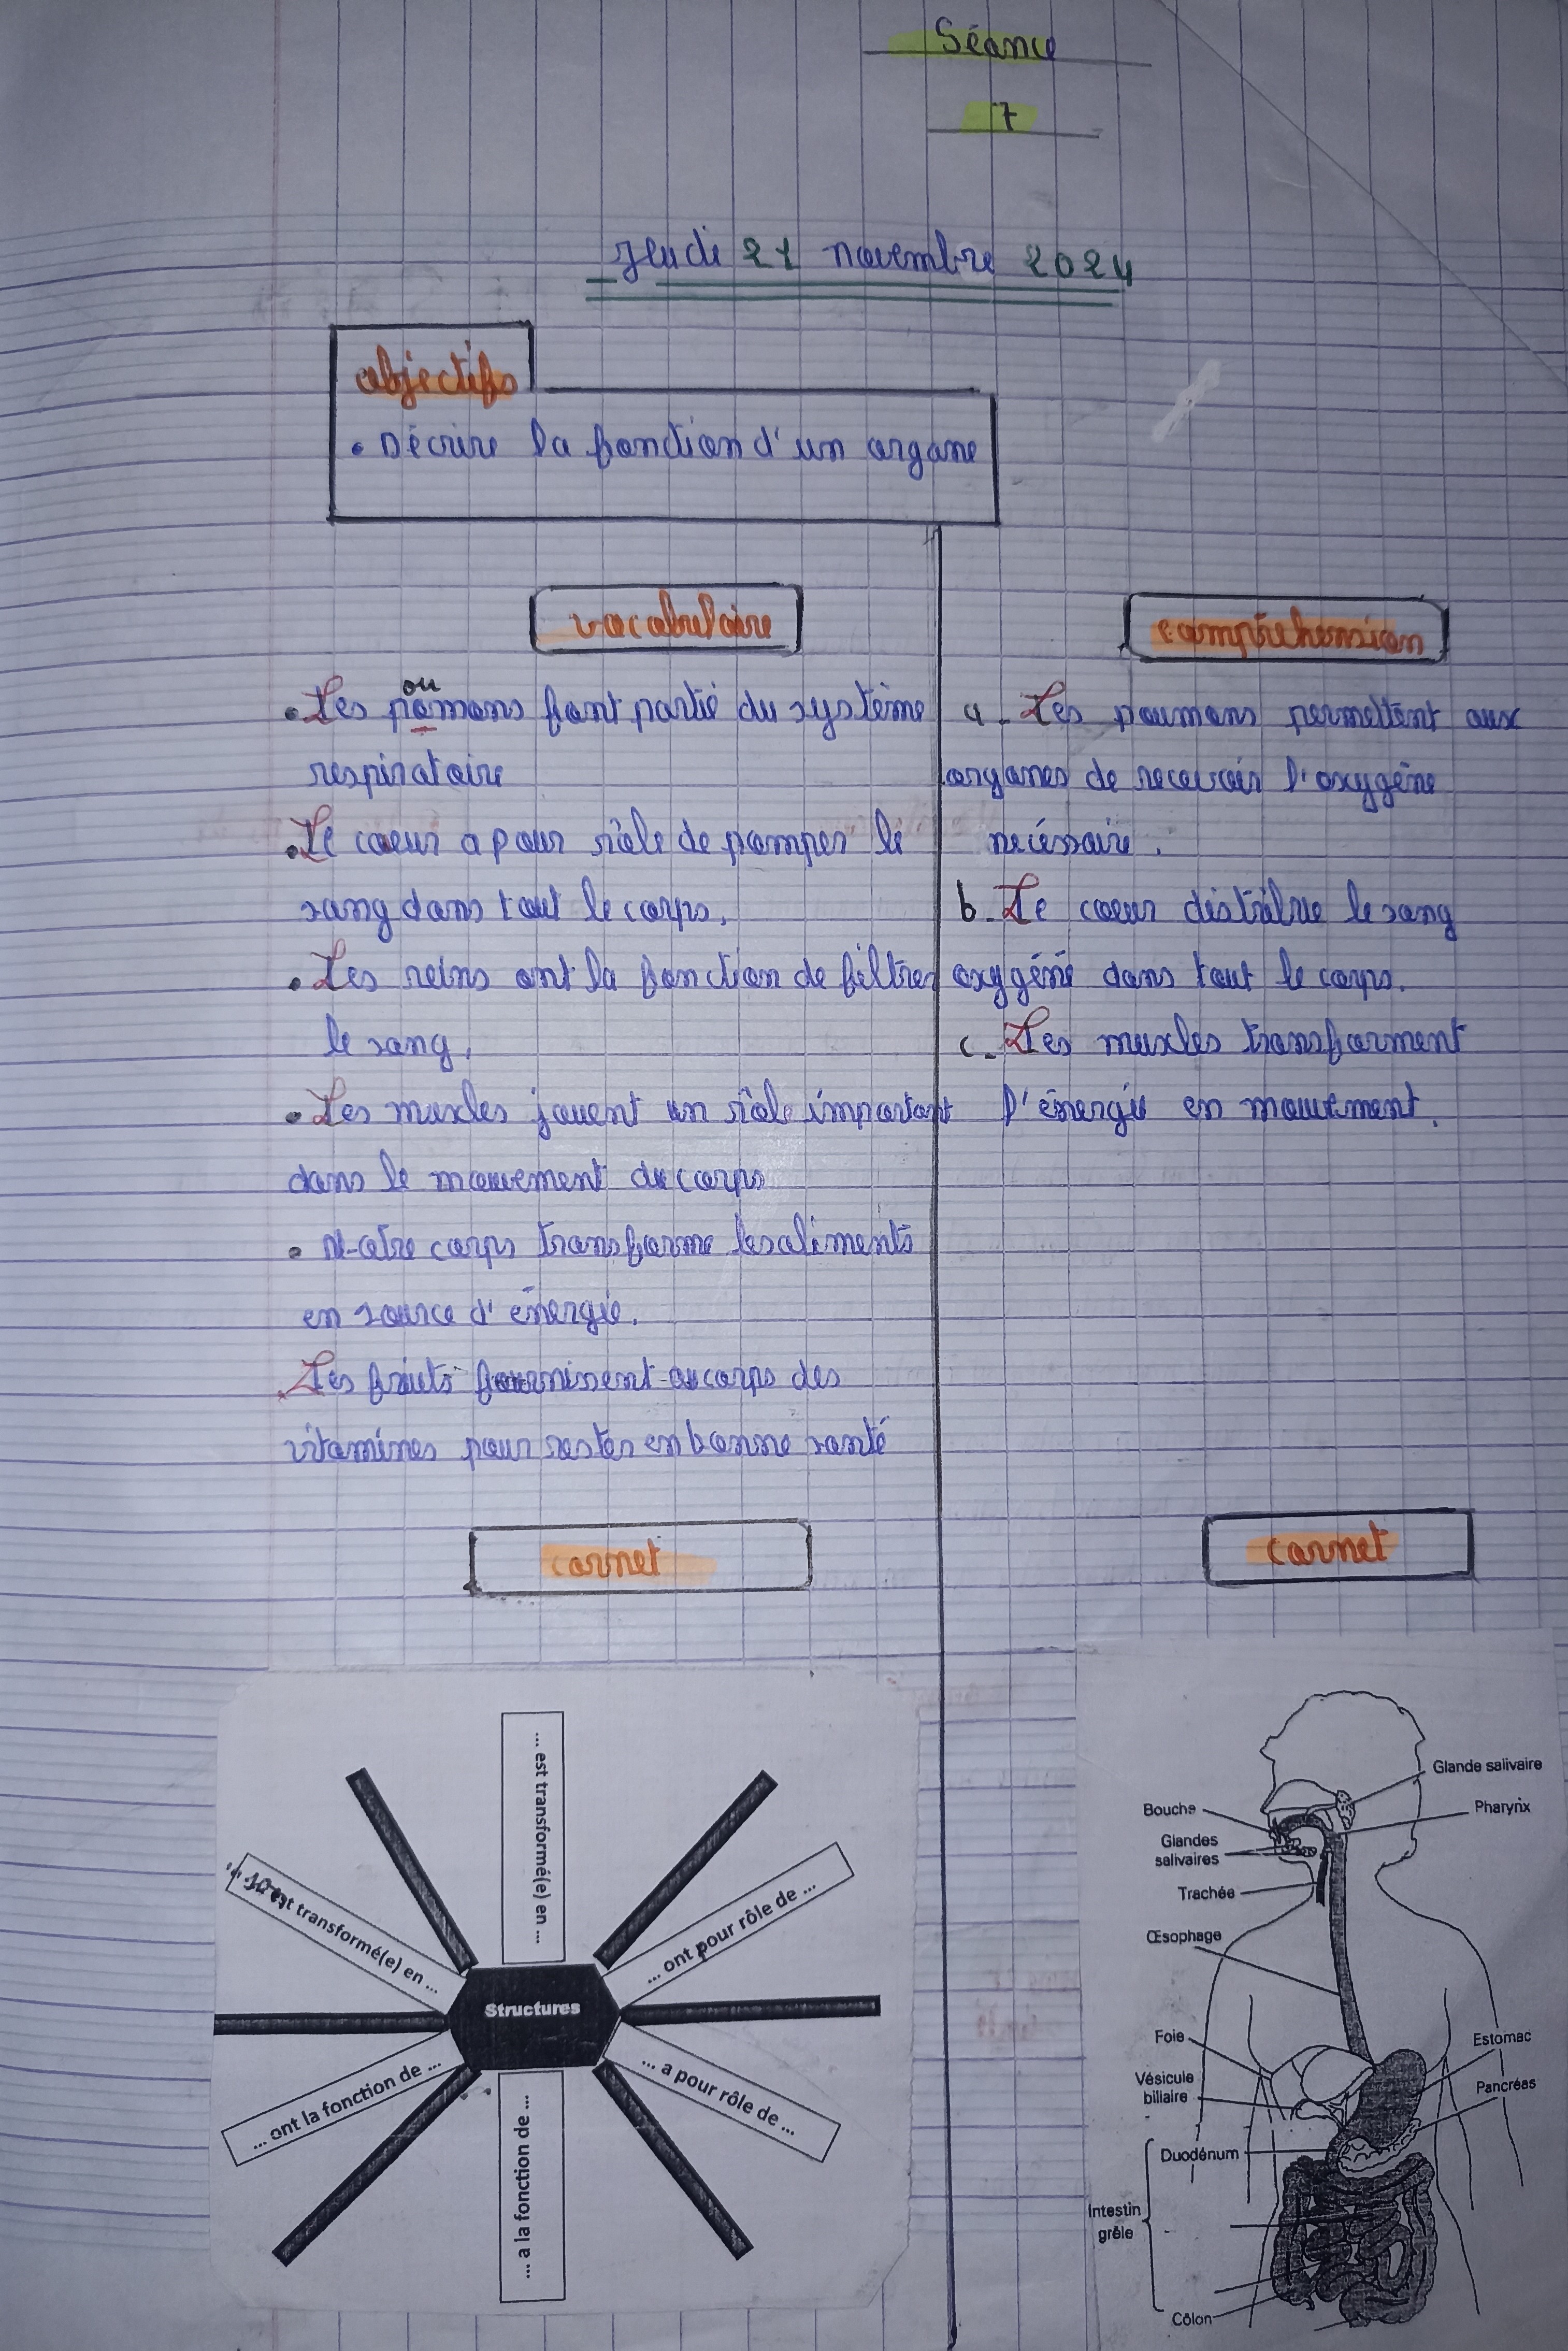 Séance
7
Jeudi 21 novembre 2024
objectifs
• Décrire la fonction d'un organe
vocabulaire
• Les poumons font partie du système
respiratoire
• Le coeur a pour rôle de pomper le
sang dans tout le corps.
• Les reins ont la fonction de filtrer
le sang.
• Les muscles jouent un rôle important
dans le mouvement du corps
• Notre corps transforme les aliments
en source d'énergie.
. Les fruits fournissent au corps des
vitamines pour rester en bonne santé
compréhension
a - Les poumons permettent aux
organes de recevoir l'oxygène
necéssaire.
b - Le coeur distribue le sang
oxygéné dans tout le corps.
c - Les muscles transforment
l'énergie en mouvement.
carnet
... est transformé(e) en ...
... ont pour rôle de ...
... a pour rôle de ...
... a la fonction de ...
... ont la fonction de ...
transformé(e) en ...
Structures
carnet
Glande salivaire
Bouche
Pharynx
Glandes
salivaires
Trachée
Œsophage
Foie
Estomac
Vésicule
biliaire
Pancréas
Duodénum
Intestin
grêle
Côlon